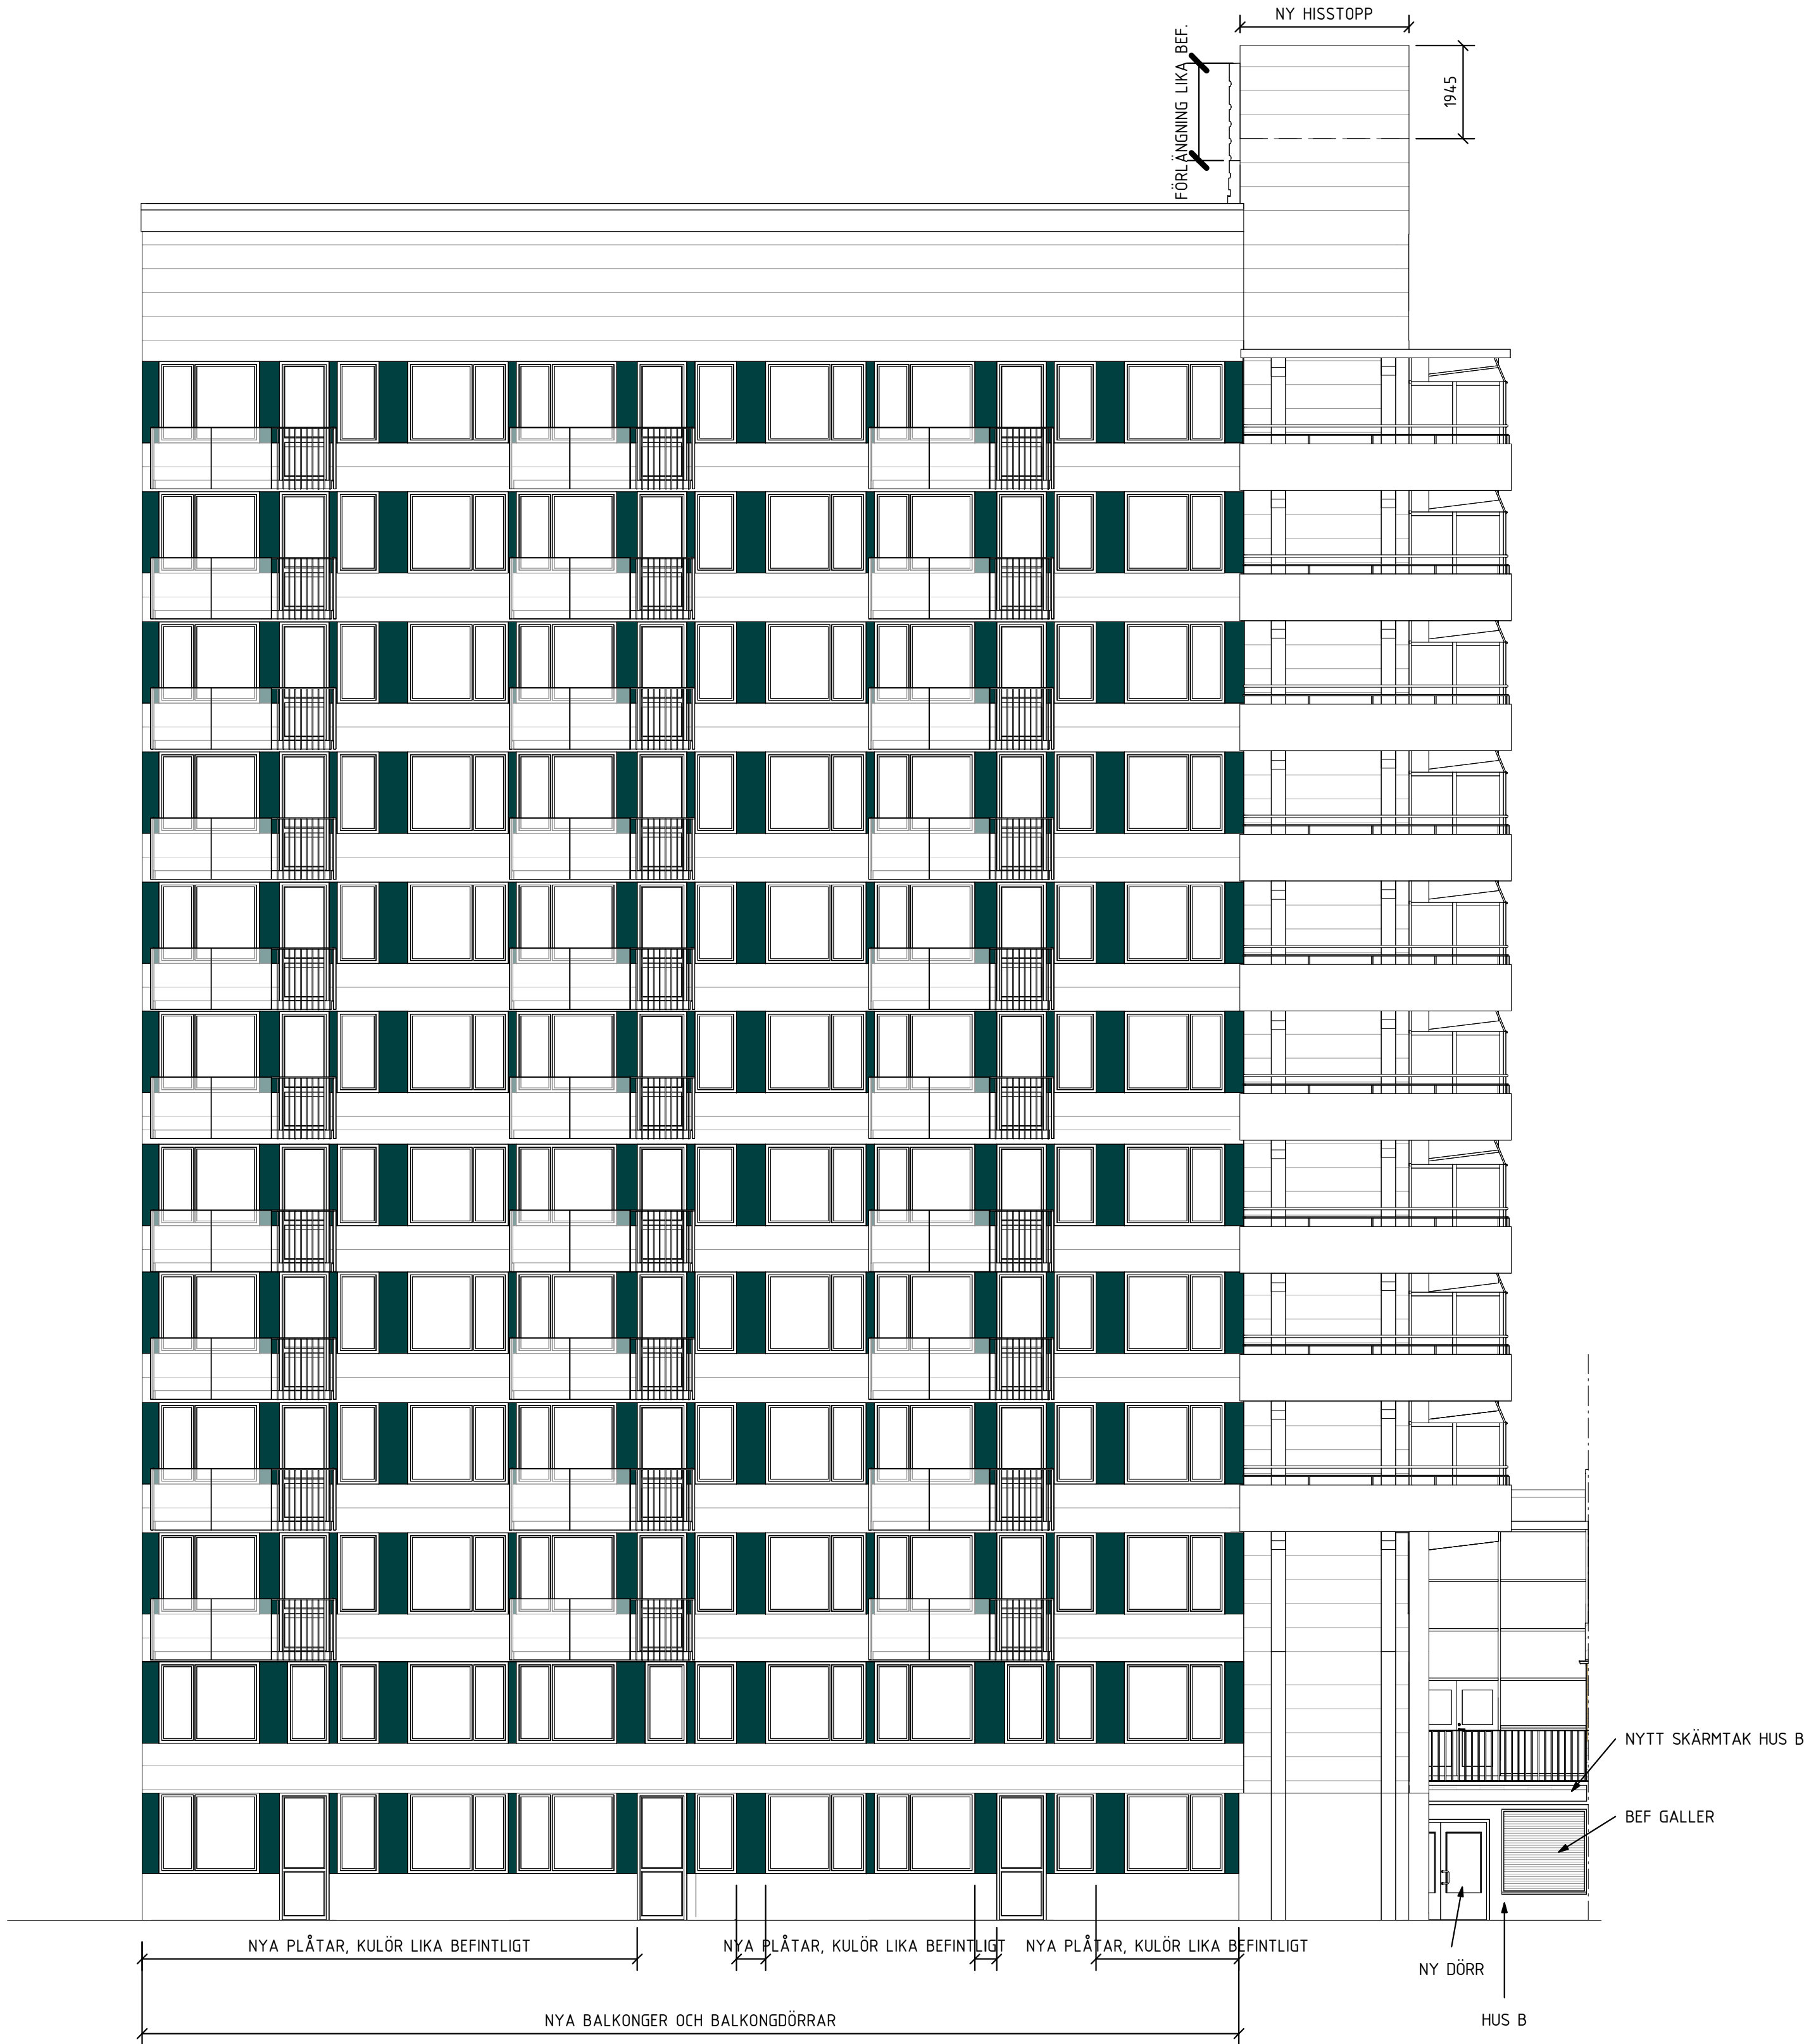 NY HISSTOPP
FÖRLÄNGNING LIKA BEF.
1945
NYTT SKÄRMTAK HUS B
BEF GALLER
NYA PLÅTAR, KULÖR LIKA BEFINTLIGT
NYA PLÅTAR, KULÖR LIKA BEFINTLIGT
NYA PLÅTAR, KULÖR LIKA BEFINTLIGT
NY DÖRR
NYA BALKONGER OCH BALKONGDÖRRAR
HUS B